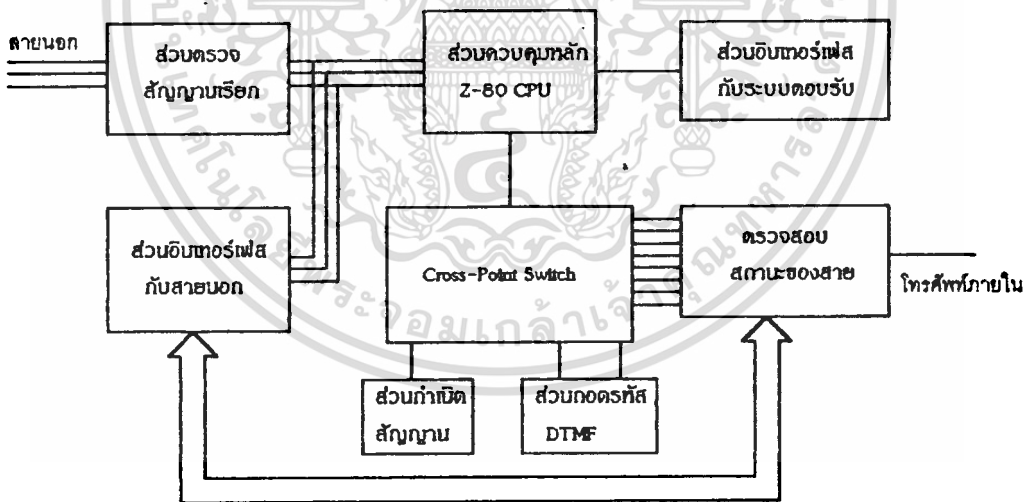 สายนอก
ส่วนตรวจ
สัญญาณเรียก
ส่วนควบคุมหลัก
Z-80 CPU
ส่วนอินเทอร์เฟส
กับระบบตอบรับ
ส่วนอินเทอร์เฟส
กับสายนอก
Cross-Point Switch
ตรวจสอบ
สถานะของสาย
โทรศัพท์ภายใน
ส่วนกำเนิด
สัญญาน
ส่วนถอดรหัส
DTMF